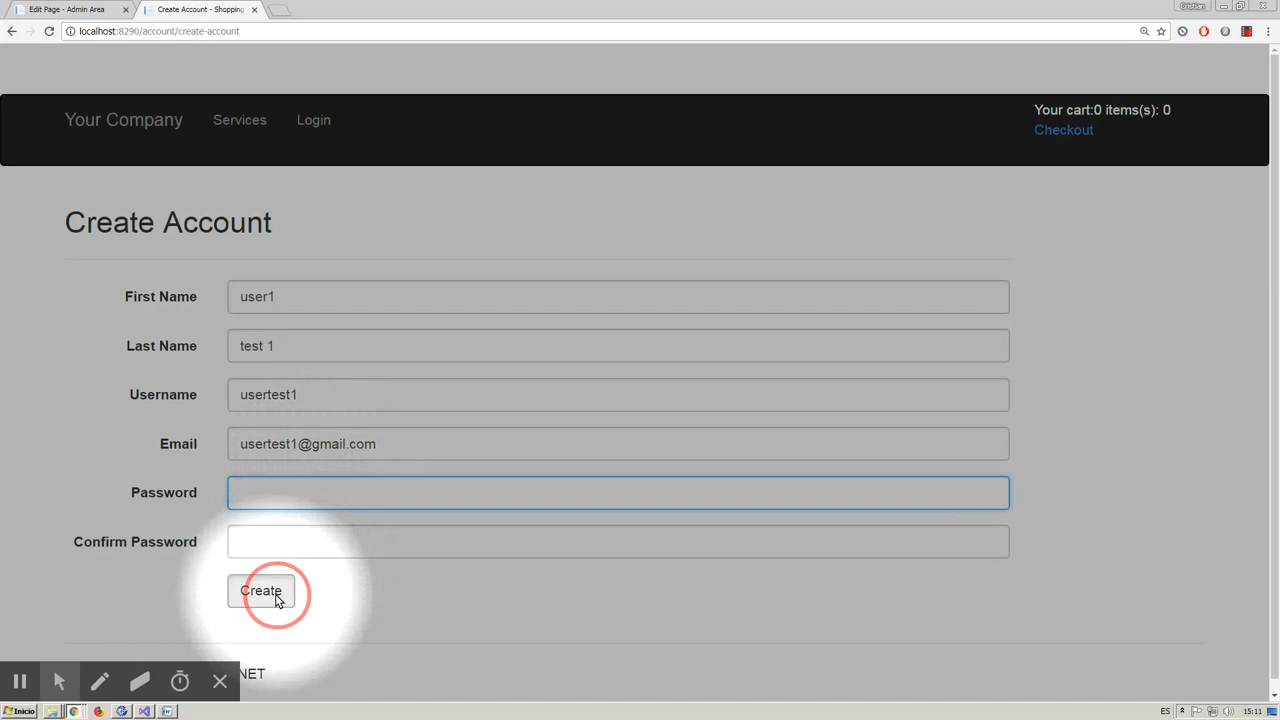 Edit Page - Admin Area
Create Account - Shopping
Cristian
localhost:8290/account/create-account
Your Company Services Login
Your cart:0 items(s): 0
Checkout
Create Account
First Name user1
Last Name test 1
Username usertest1
Email usertest1@gmail.com
Password
Confirm Password
Create
NET
Inicio
ES 15:11